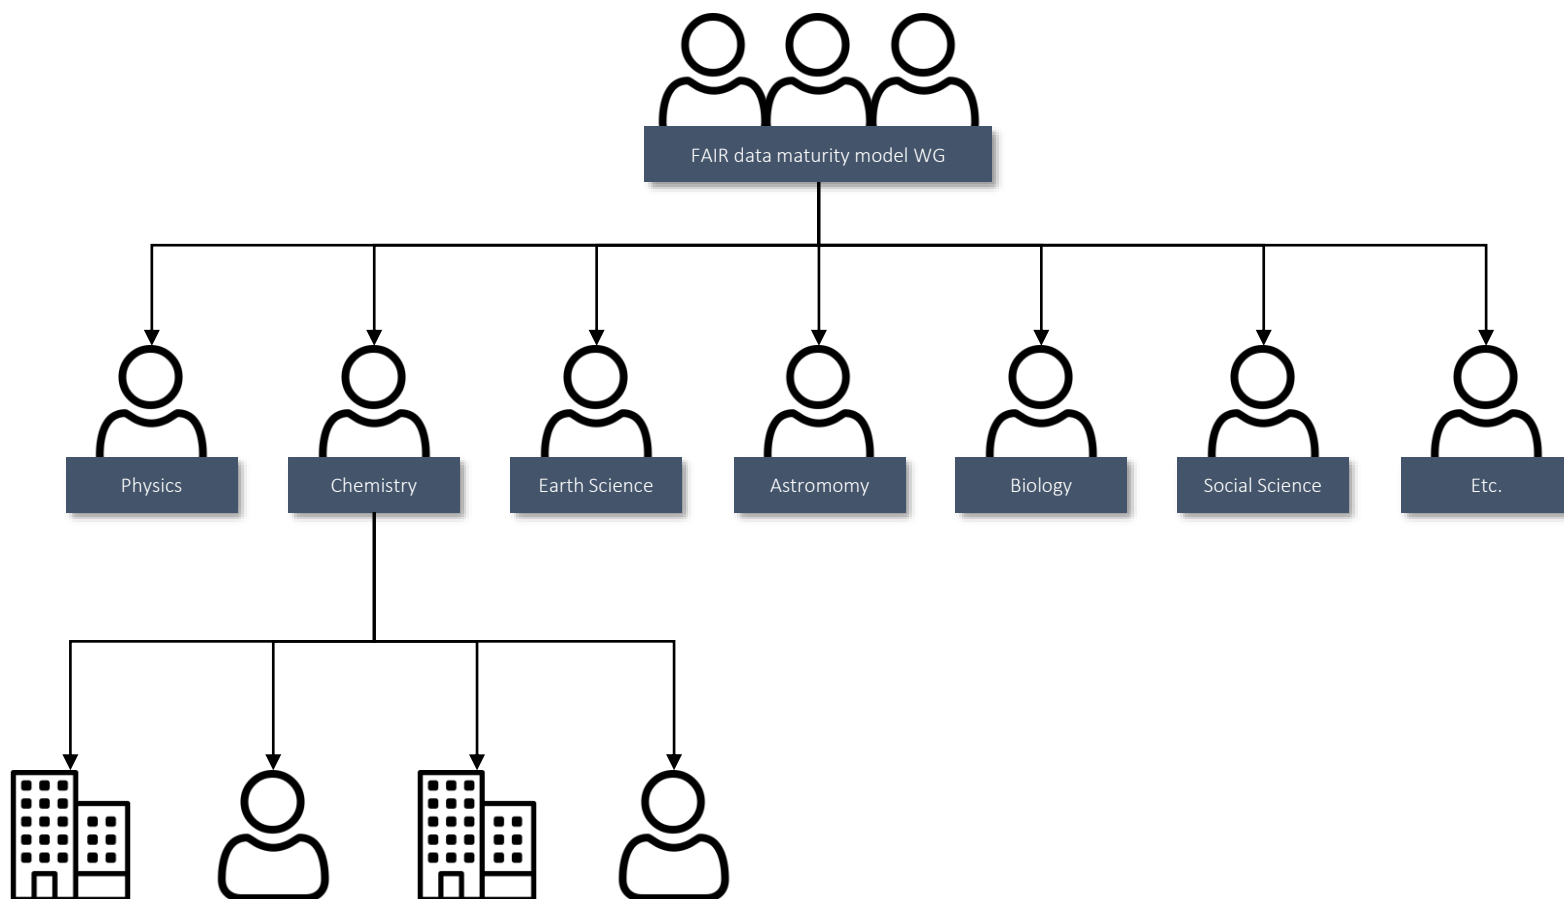 FAIR data maturity model WG
Physics
Chemistry
Earth Science
Astromomy
Biology
Social Science
Etc.